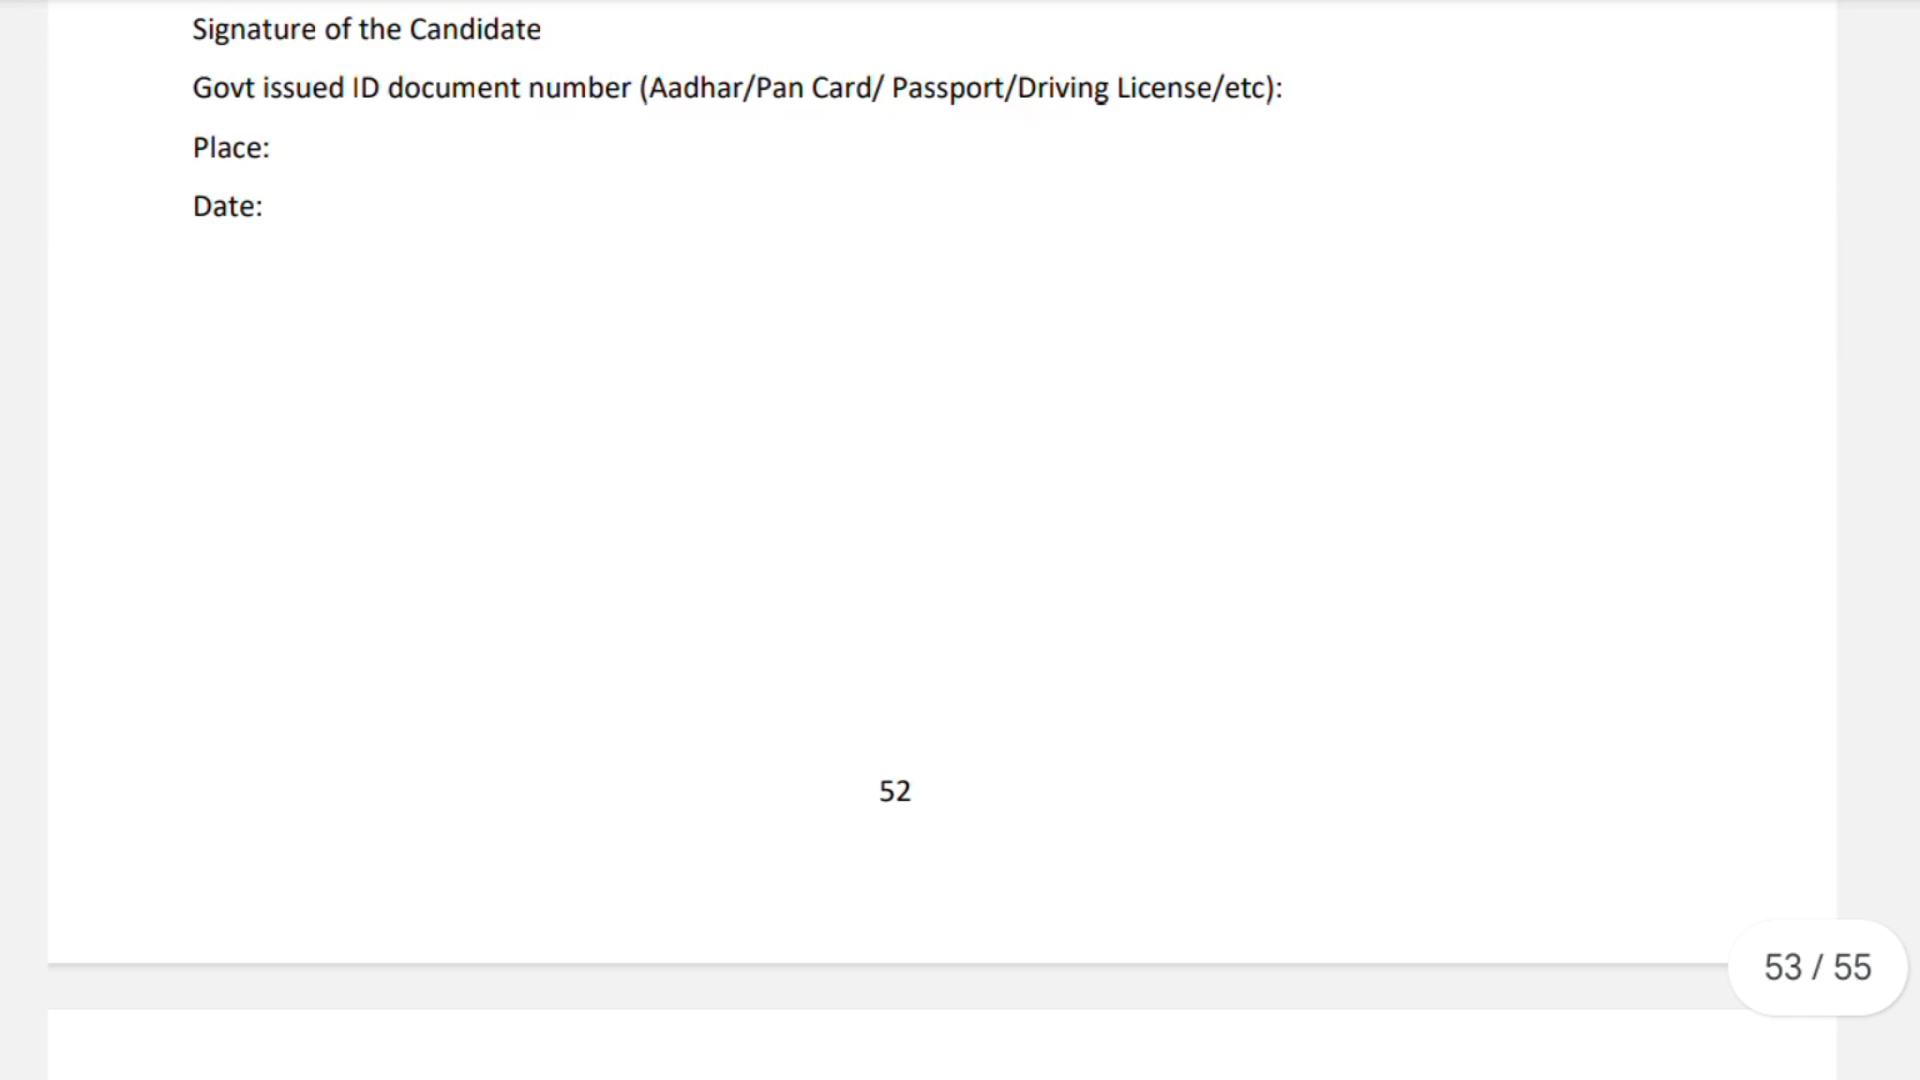 Signature of the Candidate
Govt issued ID document number (Aadhar/Pan Card/ Passport/Driving License/etc):
Place:
Date:
52
53 / 55